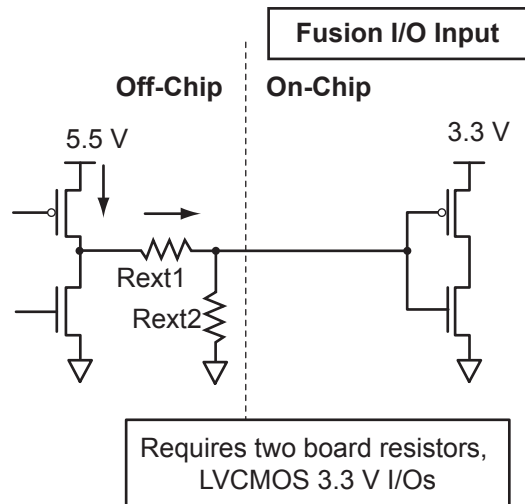 Fusion I/O Input
Off-Chip
On-Chip
5.5 V
3.3 V
Rext1
Rext2
Requires two board resistors,
LVCMOS 3.3 V I/Os